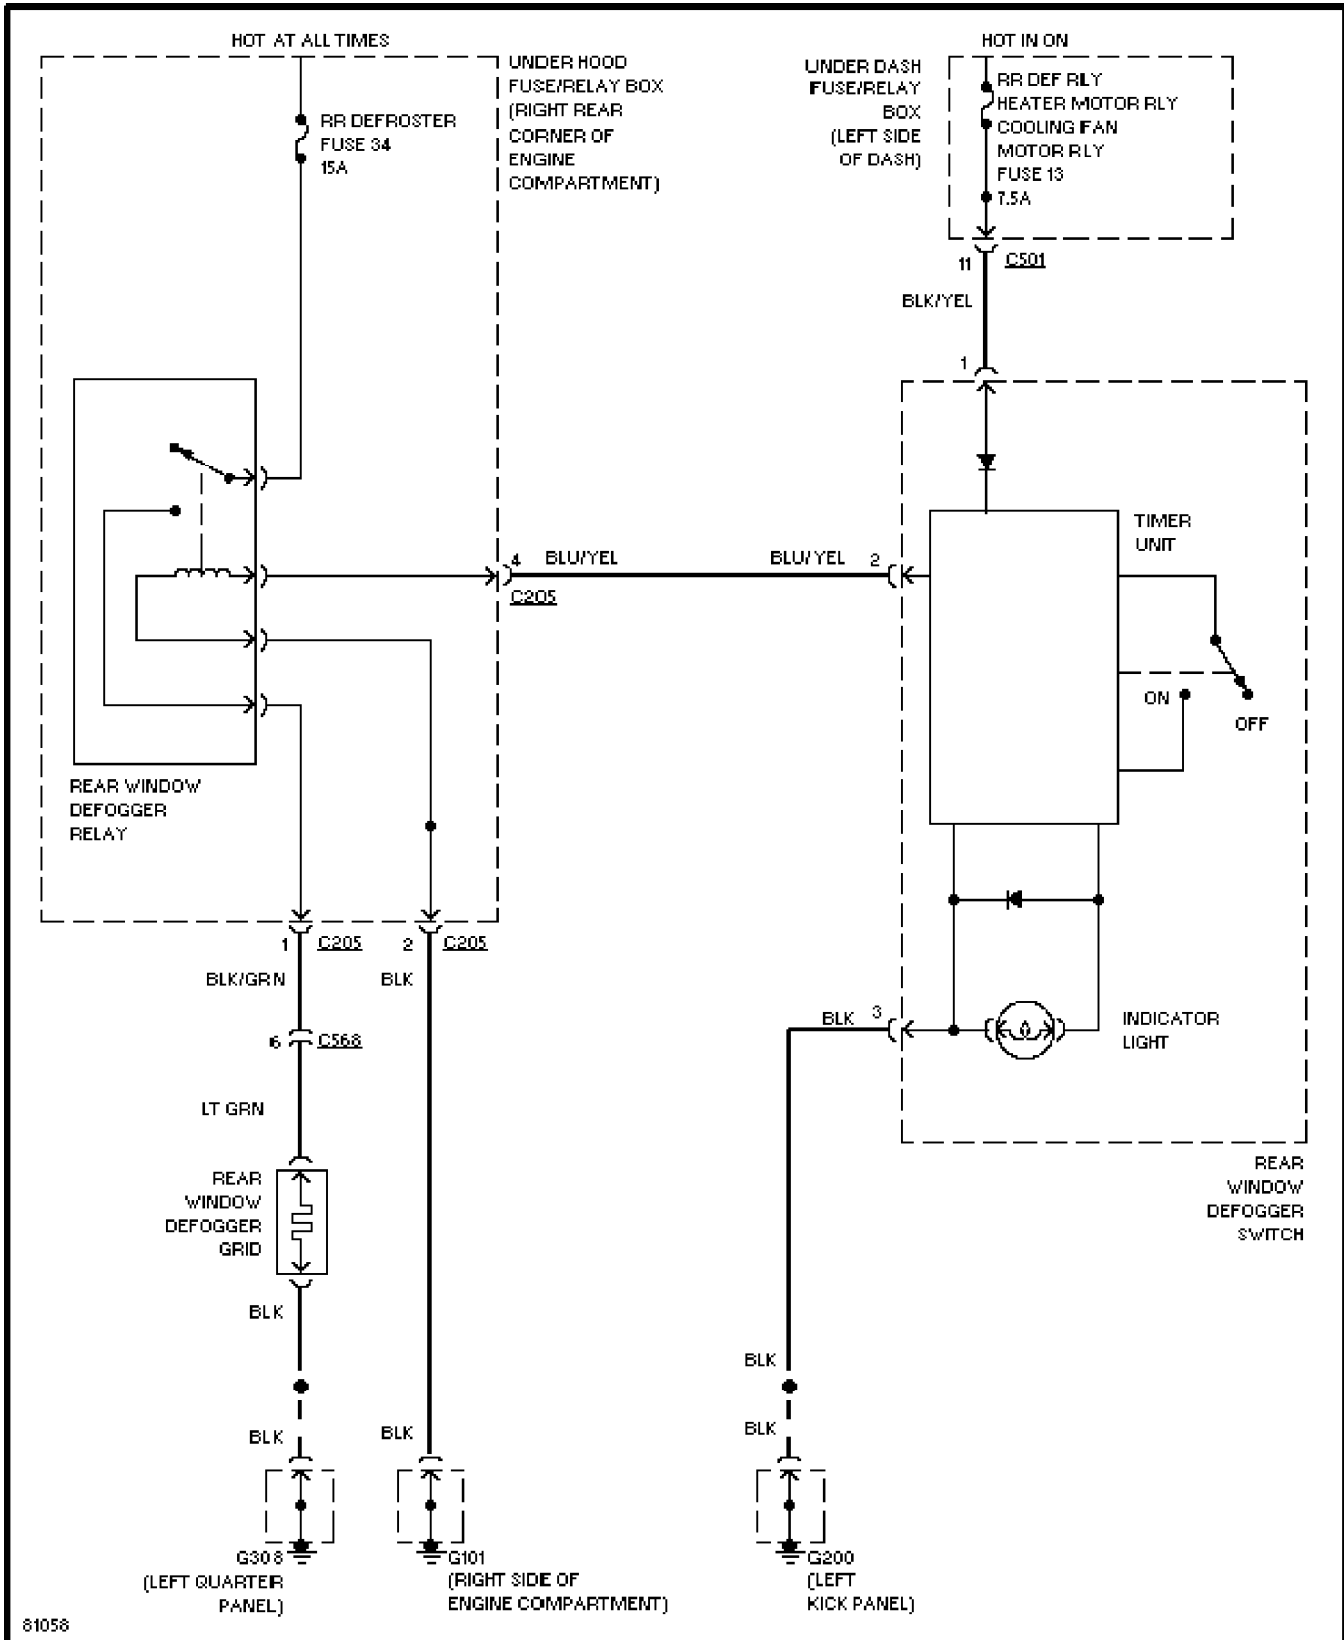 HOT AT ALL TIMES
UNDER HOOD
FUSE/RELAY BOX
(RIGHT REAR
CORNER OF
ENGINE
COMPARTMENT)
RR DEFROSTER
FUSE 34
15A
HOT IN ON
UNDER DASH
FUSE/RELAY
BOX
(LEFT SIDE
OF DASH)
RR DEF RLY
HEATER MOTOR RLY
COOLING FAN
MOTOR RLY
FUSE 13
7.5A
11 C501
BLK/YEL
1
TIMER
UNIT
4 BLU/YEL BLU/YEL 2
C205
ON
OFF
REAR WINDOW
DEFOGGER
RELAY
1 C205 2 C205
BLK/GRN BLK
6 C568
BLK 3
INDICATOR
LIGHT
LT GRN
REAR
WINDOW
DEFOGGER
GRID
REAR
WINDOW
DEFOGGER
SWITCH
BLK
BLK
BLK BLK BLK
G308
(LEFT QUARTER
PANEL)
G101
(RIGHT SIDE OF
ENGINE COMPARTMENT)
G200
(LEFT
KICK PANEL)
81058